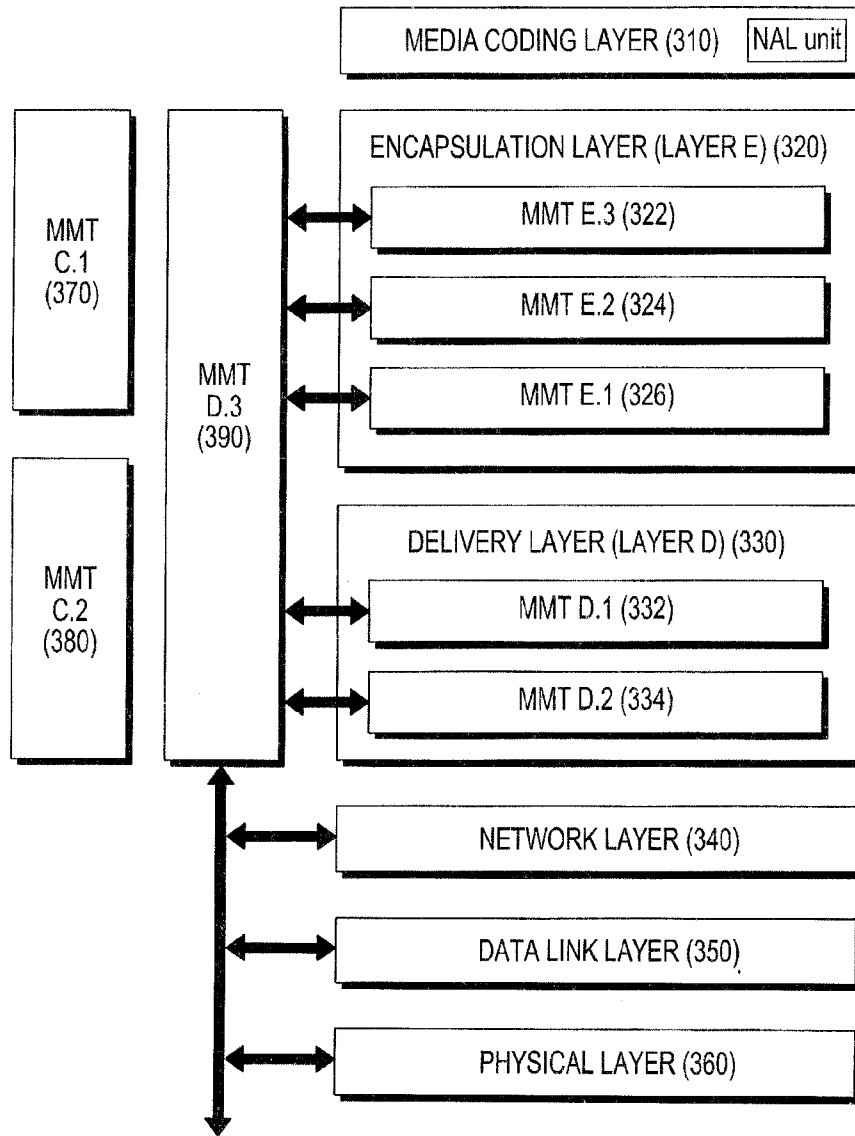 MEDIA CODING LAYER (310) NAL unit
ENCAPSULATION LAYER (LAYER E) (320)
MMT E.3 (322)
MMT E.2 (324)
MMT E.1 (326)
MMT
C.1
(370)
MMT
D.3
(390)
MMT
C.2
(380)
DELIVERY LAYER (LAYER D) (330)
MMT D.1 (332)
MMT D.2 (334)
NETWORK LAYER (340)
DATA LINK LAYER (350)
PHYSICAL LAYER (360)